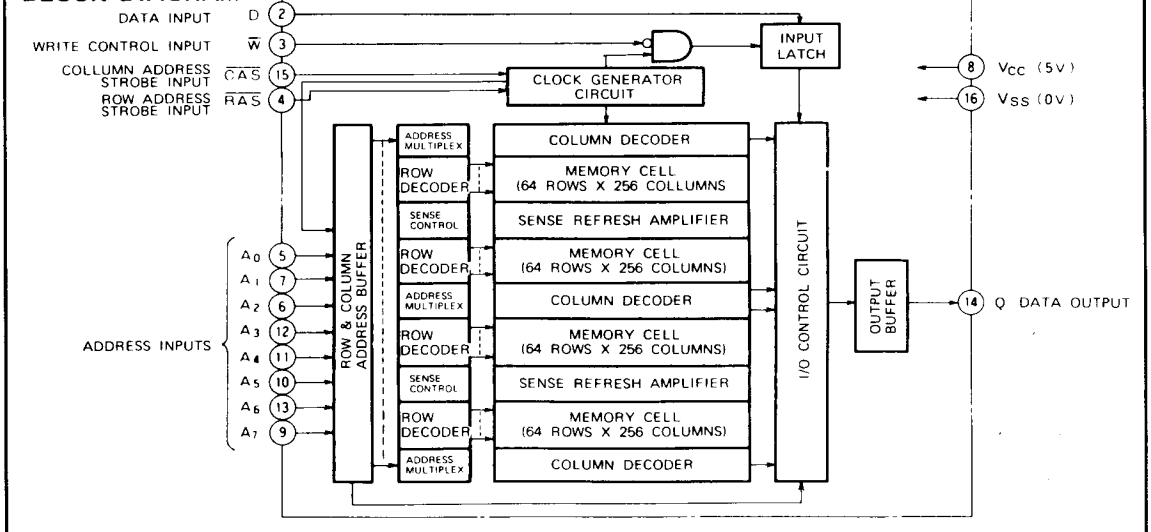 DATA INPUT D 2
WRITE CONTROL INPUT W 3
COLLUMN ADDRESS
STROBE INPUT CAS 15
ROW ADDRESS
STROBE INPUT RAS 4
INPUT
LATCH
CLOCK GENERATOR
CIRCUIT
8 VCC (5V)
16 VSS (0V)
ADDRESS
MULTIPLEX
COLUMN DECODER
ROW
DECODER
MEMORY CELL
(64 ROWS X 256 COLLUMNS
SENSE
CONTROL
SENSE REFRESH AMPLIFIER
ROW
DECODER
MEMORY CELL
(64 ROWS X 256 COLUMNS)
ADDRESS
MULTIPLEX
COLUMN DECODER
ROW
DECODER
MEMORY CELL
(64 ROWS X 256 COLUMNS)
SENSE
CONTROL
SENSE REFRESH AMPLIFIER
ROW
DECODER
MEMORY CELL
(64 ROWS X 256 COLUMNS)
ADDRESS
MULTIPLEX
COLUMN DECODER
ROW & COLUMN
ADDRESS BUFFER
ADDRESS INPUTS
A0 5
A1 7
A2 6
A3 12
A4 11
A5 10
A6 13
A7 9
I/O CONTROL CIRCUIT
OUTPUT
BUFFER
14 Q DATA OUTPUT